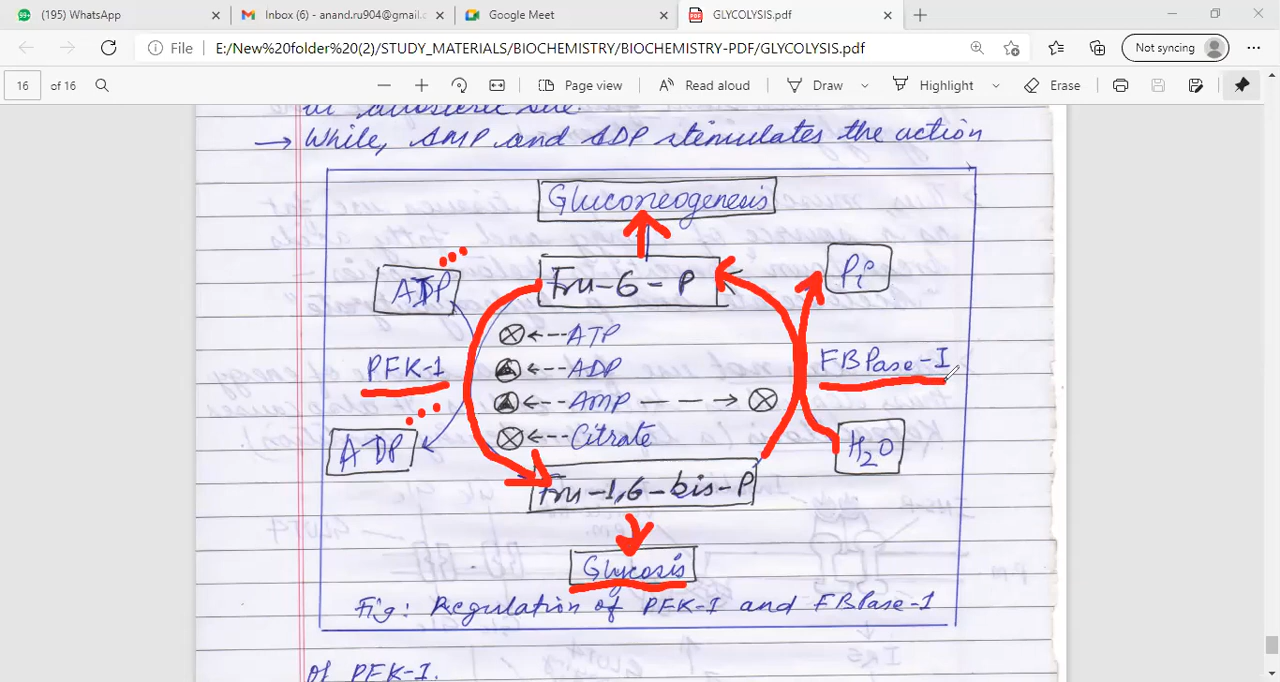 (195) WhatsApp
Inbox (6) - anand.ru904@gmail.c
Google Meet
GLYCOLYSIS.pdf
File
E:/New%20folder%20(2)/STUDY_MATERIALS/BIOCHEMISTRY/BIOCHEMISTRY-PDF/GLYCOLYSIS.pdf
Not syncing
16 of 16
Page view
Read aloud
Draw
Highlight
Erase
→ While, AMP and ADP stimulates the action
Gluconeogenesis
Fru-6-P
Pi
PFK-1
←---ATP
←---ADP
←---AMP - - - →
←---Citrate
FBPase-I
ADP
H2O
Fru-1,6-bis-P
Glycosis
Fig: Regulation of PFK-I and FBPase-I
of PFK-I.